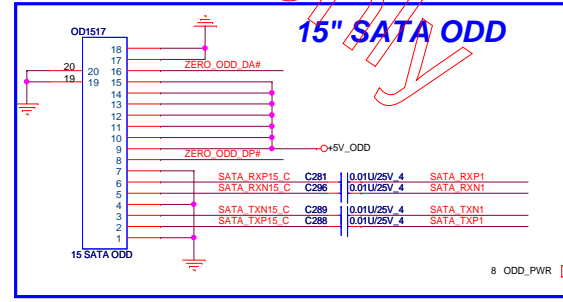 15" SATA ODD
OD1517
18
17
20 20 16 ZERO_ODD_DA#
19 19 15
14
13
12
11
10
9 +5V_ODD
8 ZERO_ODD_DP#
7
6 SATA_RXP15_C C281 0.01U/25V_4 SATA_RXP1
5 SATA_RXN15_C C296 0.01U/25V_4 SATA_RXN1
4
3 SATA_TXN15_C C289 0.01U/25V_4 SATA_TXN1
2 SATA_TXP15_C C288 0.01U/25V_4 SATA_TXP1
1
15 SATA ODD
8 ODD_PWR